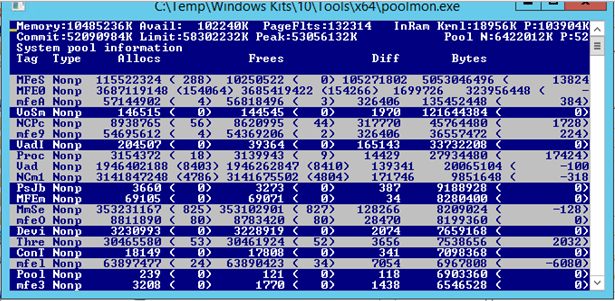 C:\Temp\Windows Kits\10\Tools\x64\poolmon.exe
Memory:10485236K Avail: 102240K PageFlts:132314 InRam Krnl:18956K P:103904K
Commit:52090984K Limit:58302232K Peak:53056132K Pool N:6422012K P:52
System pool information
Tag Type Allocs Frees Diff Bytes
MFeS Nonp 115522324 ( 288) 10250522 ( 0) 105271802 5053046496 ( 13824
MFE0 Nonp 3687119148 (154064) 3685419422 (154266) 1699726 323956448 ( -
mfeA Nonp 57144902 ( 4) 56818496 ( 3) 326406 135452448 ( 384)
VoSm Nonp 146515 ( 0) 144545 ( 0) 1970 121644384 ( 0)
NCPc Nonp 8938765 ( 56) 8620995 ( 44) 317770 45764480 ( 1728)
mfe9 Nonp 54695612 ( 4) 54369206 ( 2) 326406 36557472 ( 224)
VadI Nonp 204507 ( 0) 39364 ( 0) 165143 33732208 ( 0)
Proc Nonp 3154372 ( 18) 3139943 ( 9) 14429 27934480 ( 17424)
Vad Nonp 1946402188 (8403) 1946262847 (8410) 139341 20065104 ( -100
NCm1 Nonp 3141847248 (4786) 3141675502 (4804) 171746 9851648 ( -318
PsJb Nonp 3660 ( 0) 3273 ( 0) 387 9188928 ( 0)
MFEm Nonp 69105 ( 0) 69071 ( 0) 34 8280400 ( 0)
MmSe Nonp 353231167 ( 825) 353102901 ( 827) 128266 8209024 ( -128)
mfe0 Nonp 8811890 ( 80) 8783420 ( 80) 28470 8199360 ( 0)
Devi Nonp 3230993 ( 0) 3228919 ( 0) 2074 7659168 ( 0)
Thre Nonp 30465580 ( 53) 30461924 ( 52) 3656 7538656 ( 2032)
ConT Nonp 18149 ( 0) 17808 ( 0) 341 7098368 ( 0)
mfe1 Nonp 63897477 ( 24) 63890423 ( 34) 7054 6967808 ( -6080)
Pool Nonp 239 ( 0) 121 ( 0) 118 6903360 ( 0)
mfe3 Nonp 3208 ( 0) 1770 ( 0) 1438 6546528 ( 0)